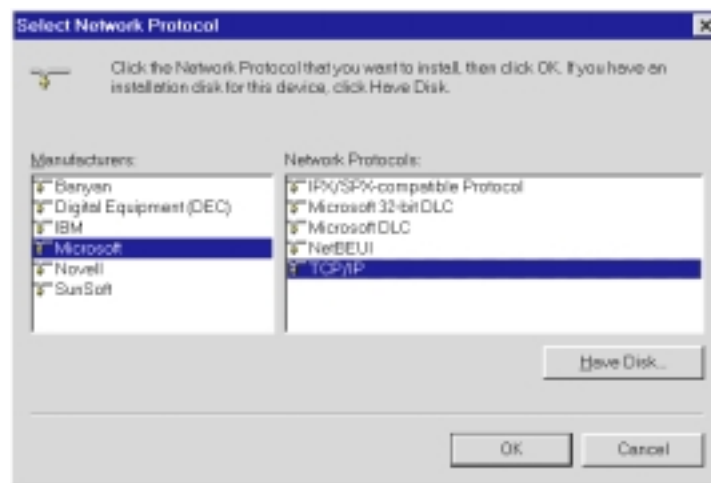 Select Network Protocol
Click the Network Protocol that you want to install, then click OK. If you have an
installation disk for this device, click Have Disk.
Manufacturers:
Banyan
Digital Equipment (DEC)
IBM
Microsoft
Novell
SunSoft
Network Protocols:
IPX/SPX-compatible Protocol
Microsoft 32-bit DLC
Microsoft DLC
NetBEUI
TCP/IP
Have Disk...
OK
Cancel